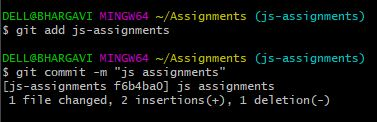 DELL@BHARGAVI MINGW64 ~/Assignments (js-assignments)
$ git add js-assignments
DELL@BHARGAVI MINGW64 ~/Assignments (js-assignments)
$ git commit -m "js assignments"
[js-assignments f6b4ba0] js assignments
 1 file changed, 2 insertions(+), 1 deletion(-)